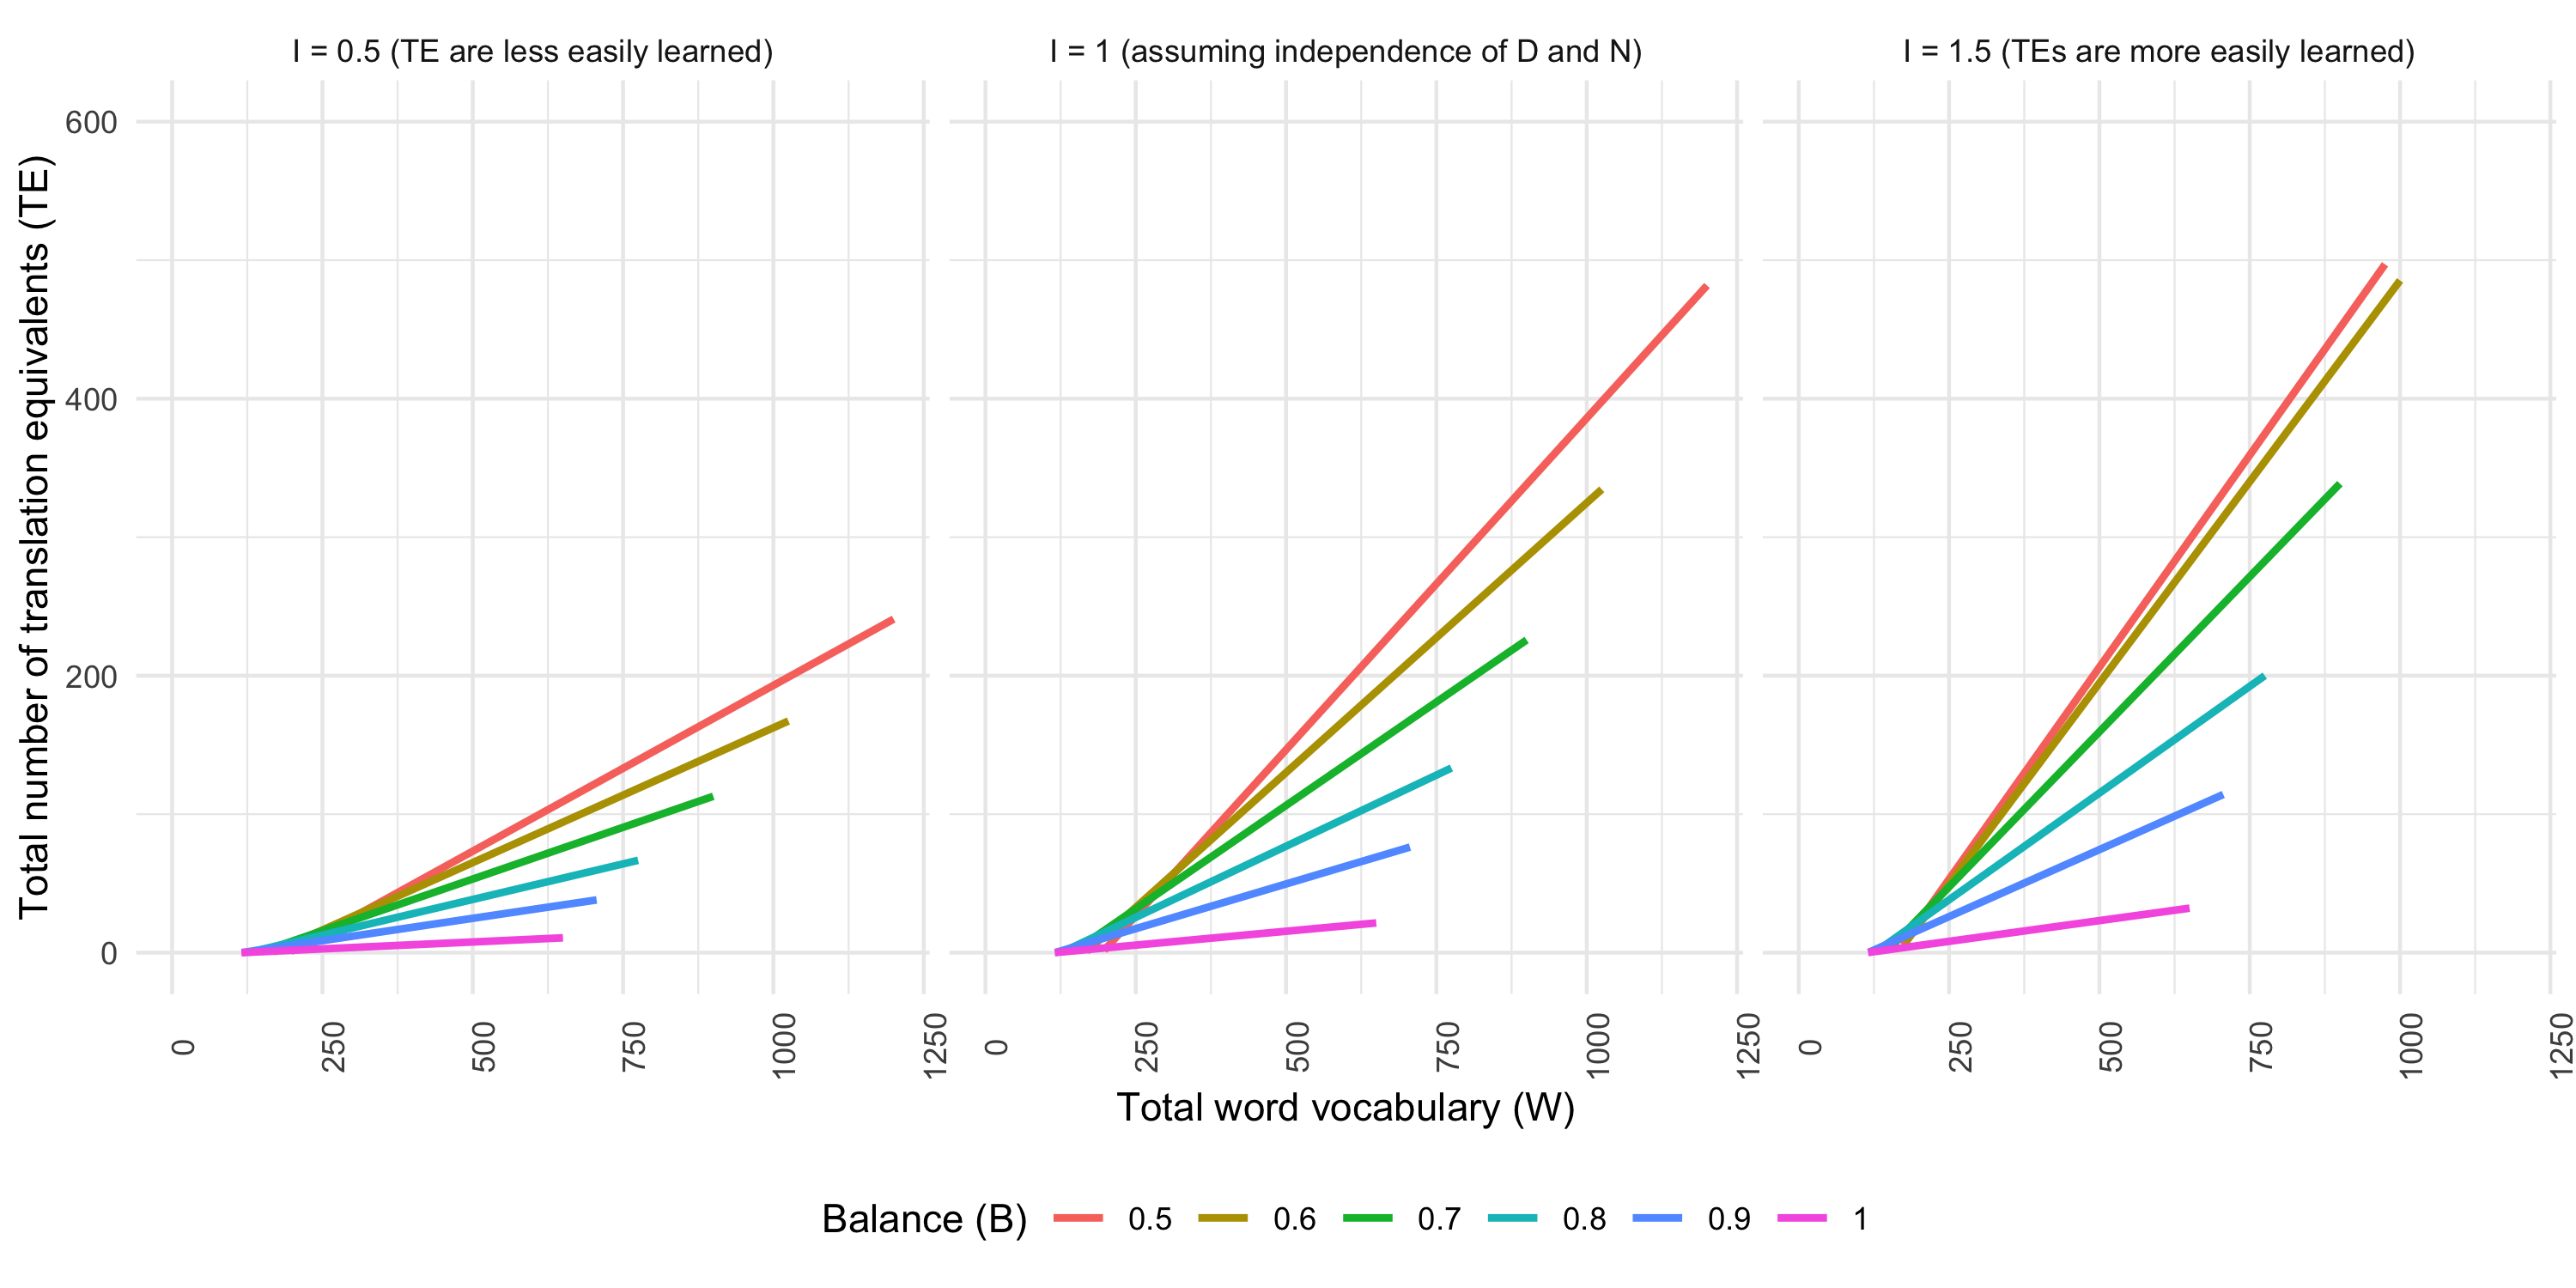 I = 0.5 (TE are less easily learned)
I = 1 (assuming independence of D and N)
I = 1.5 (TEs are more easily learned)
Total number of translation equivalents (TE)
600
400
200
0
0 250 500 750 1000 1250
0 250 500 750 1000 1250
0 250 500 750 1000 1250
Total word vocabulary (W)
Balance (B) 0.5 0.6 0.7 0.8 0.9 1